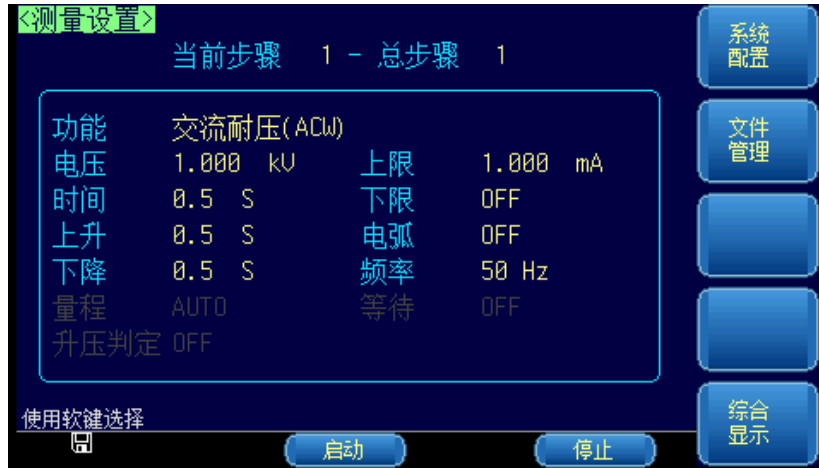 <测量设置>
当前步骤 1 - 总步骤 1
功能 交流耐压(ACW)
电压 1.000 kV 上限 1.000 mA
时间 0.5 S 下限 OFF
上升 0.5 S 电弧 OFF
下降 0.5 S 频率 50 Hz
量程 AUTO 等待 OFF
升压判定 OFF
使用软键选择
启动 停止
系统
配置
文件
管理
综合
显示